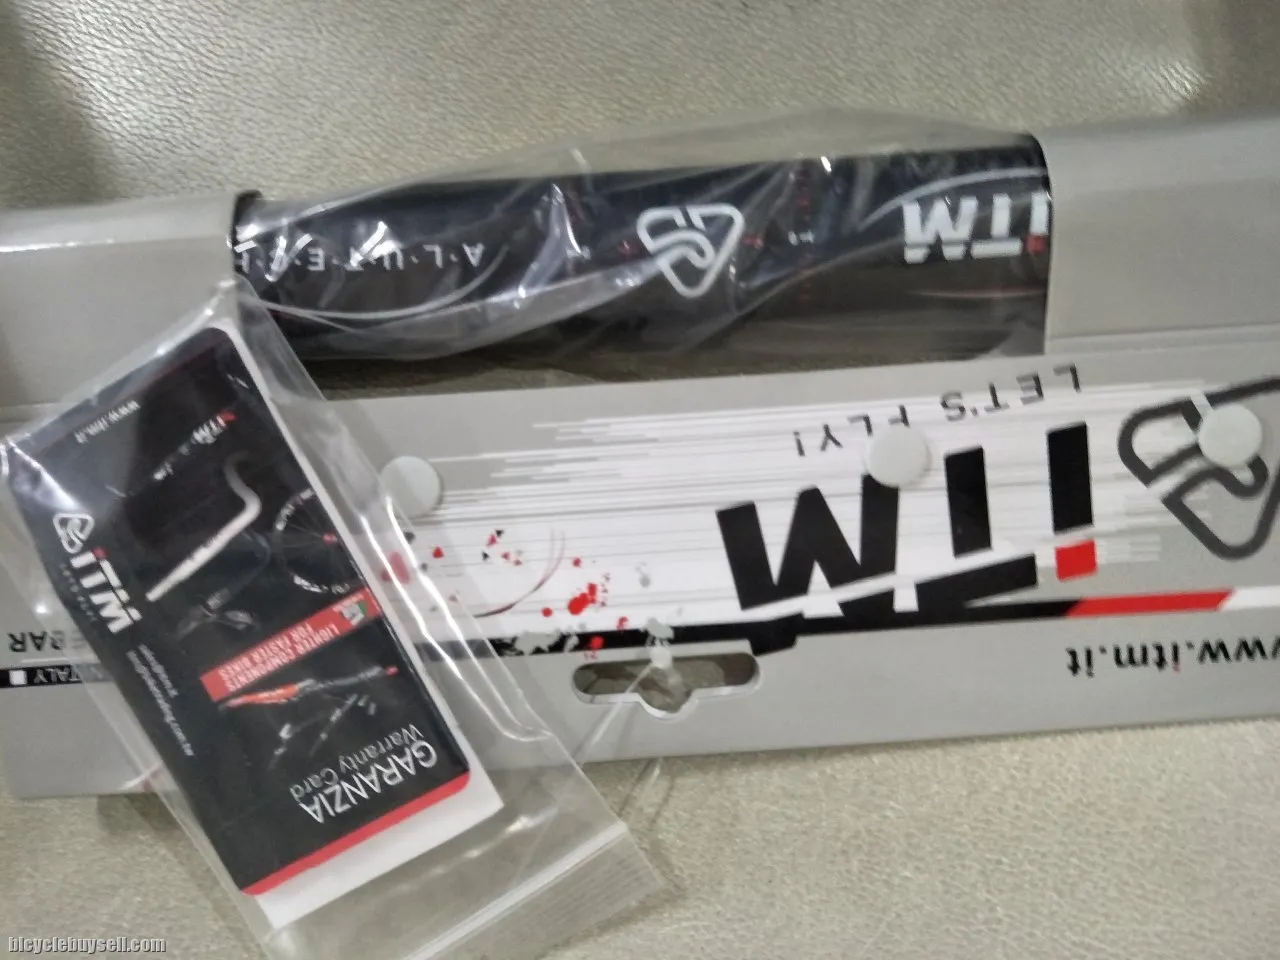 A·L·U·T·E·C·H
ITM
LET'S FLY!
ITM
www.itm.it
BAR
ITALY
www.itm.it
ITM
ITM
LIGHTER COMPONENTS
FOR FASTER BIKES
GARANZIA
Warranty Card
bicyclebuysell.com